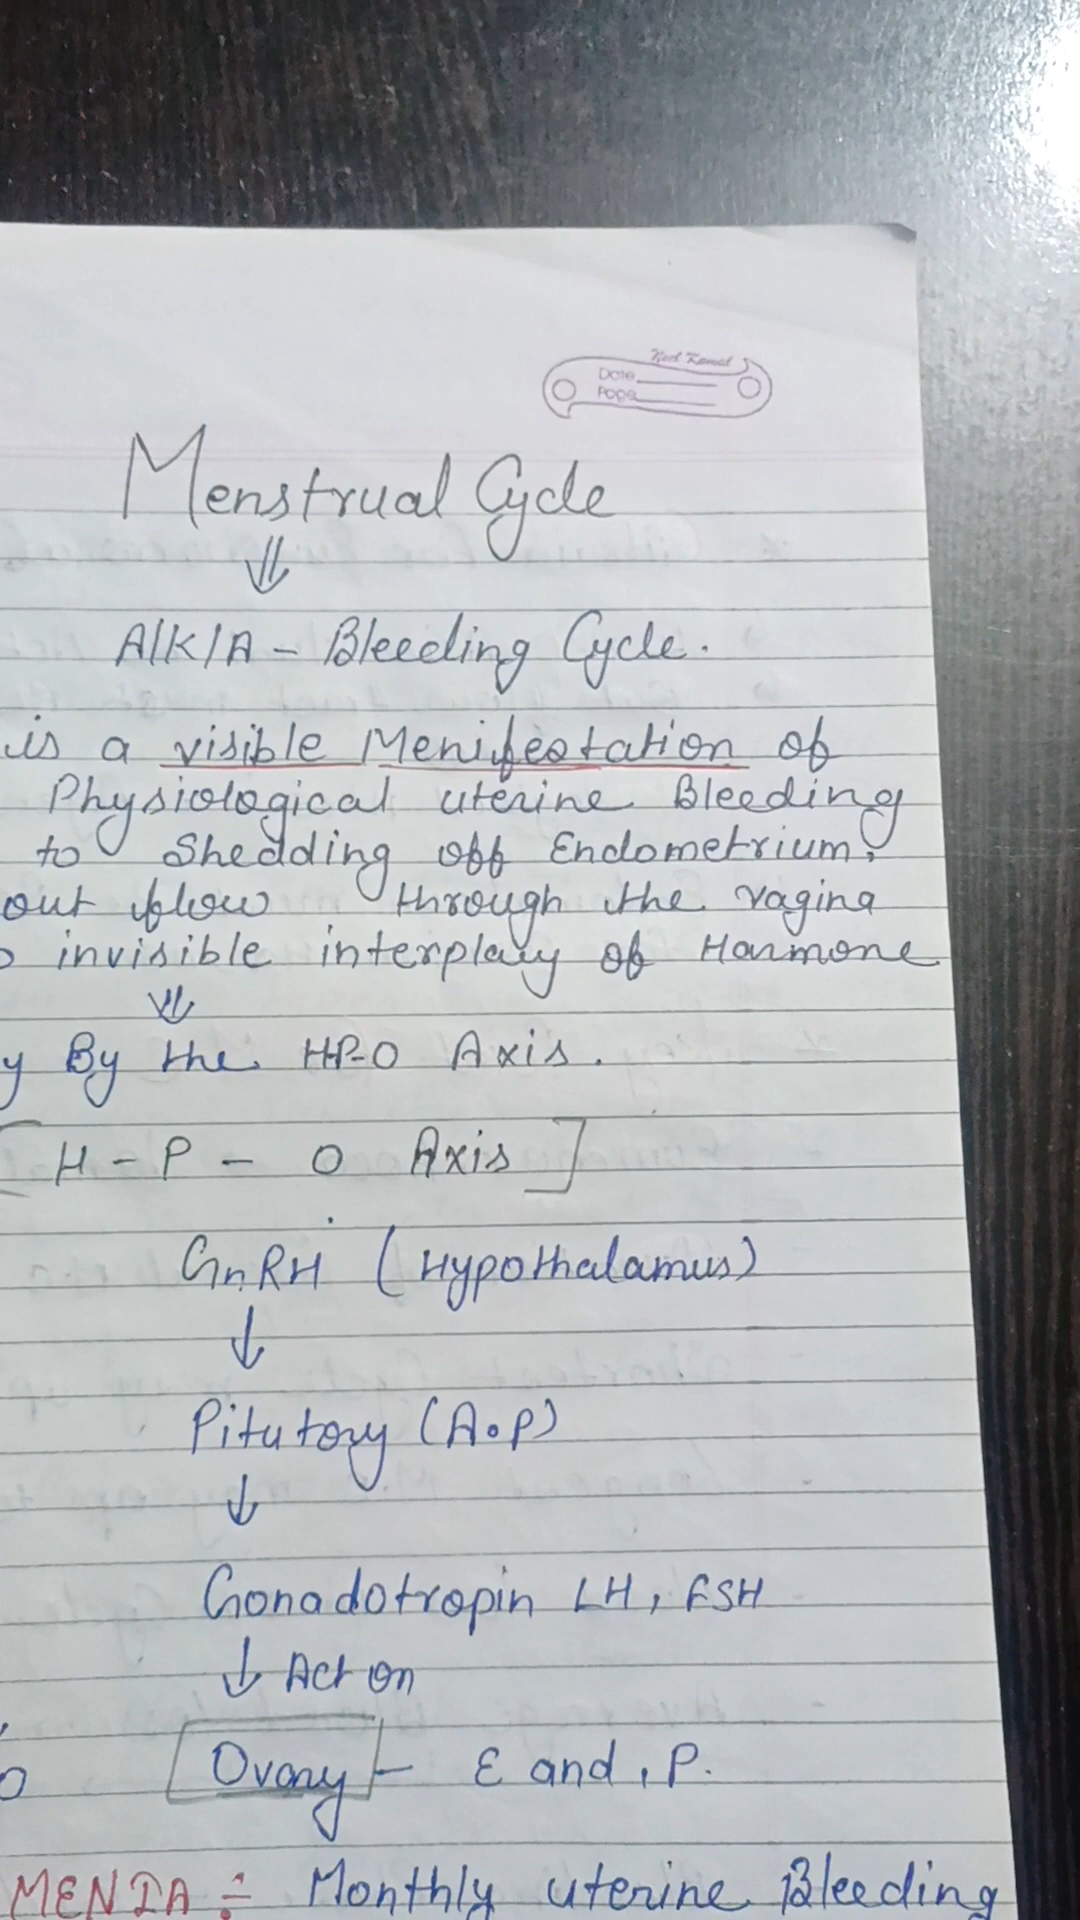 Date
Page
Menstrual Cycle
A/K/A - Bleeding Cycle.
is a visible Menifestation of
Physiological uterine Bleeding
to Shedding off Endometrium,
out flow through the vagina
invisible interplay of Harmone
y By the H-P-O Axis.
[H - P - O Axis]
GnRH (Hypothalamus)
Pitutory (A.P)
Gonadotropin LH, FSH
Act on
Ovary - E and, P.
MENIA ÷ Monthly uterine Bleeding